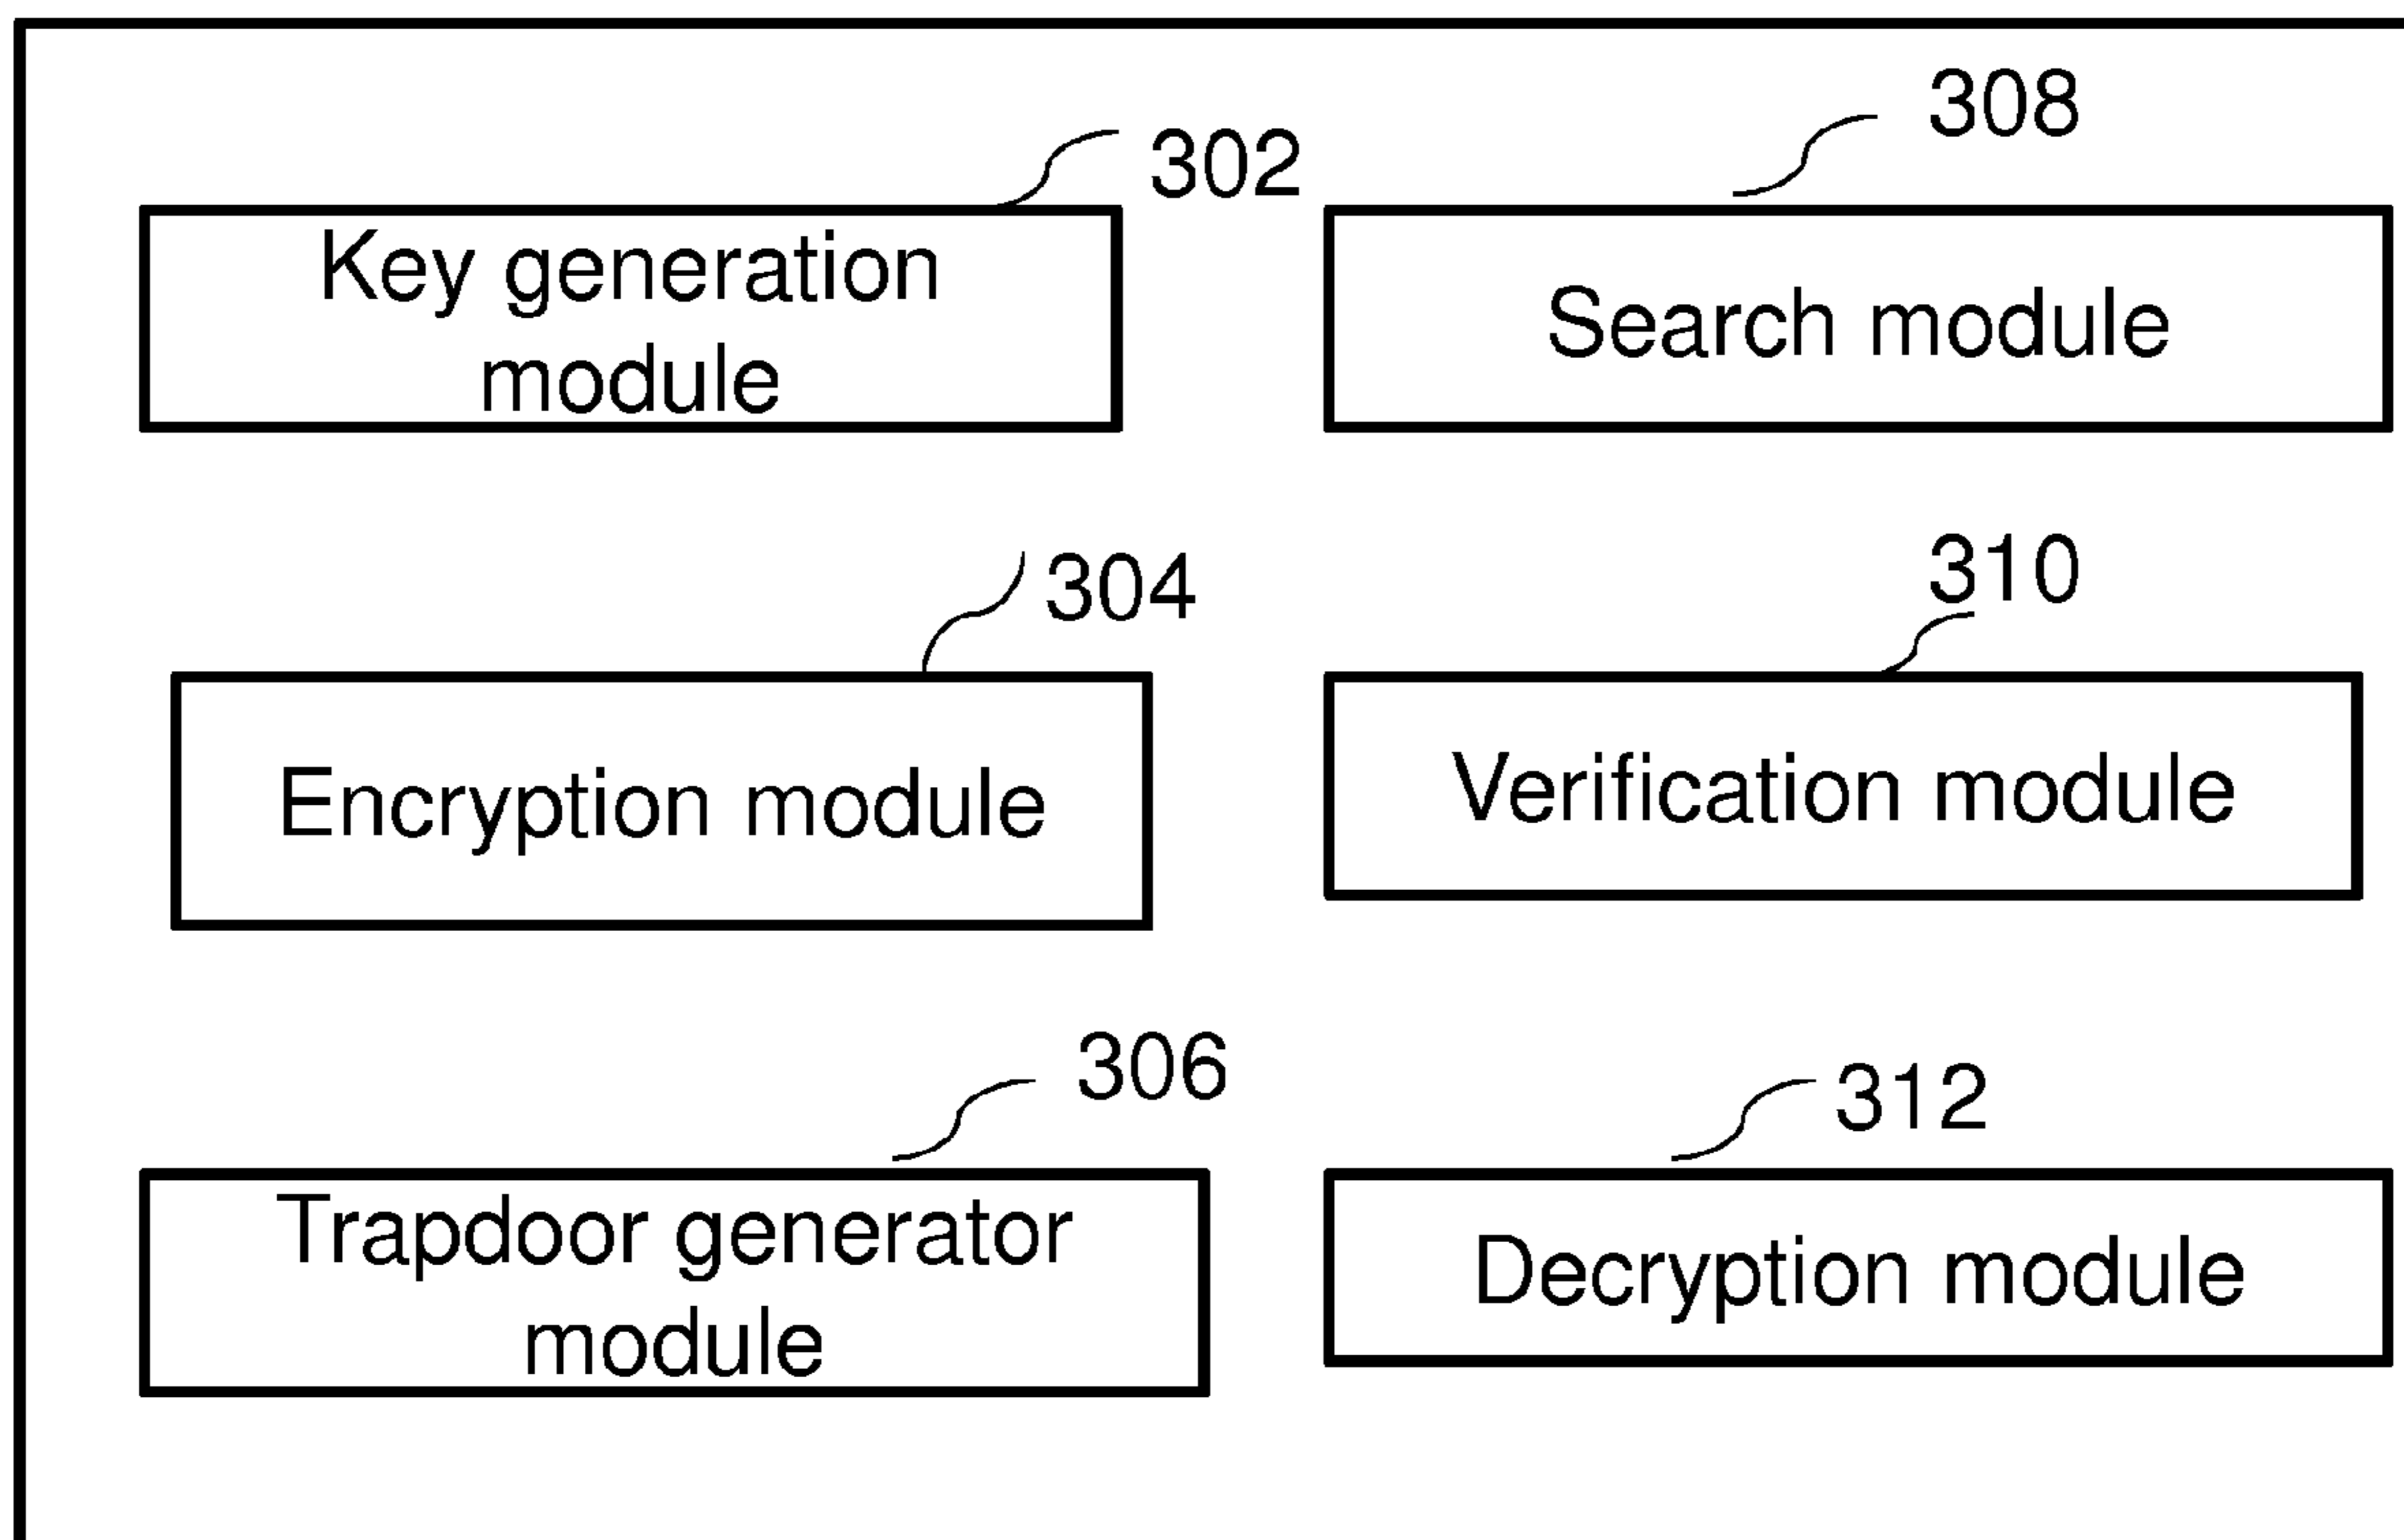 302
Key generation
module
308
Search module
304
Encryption module
310
Verification module
306
Trapdoor generator
module
312
Decryption module